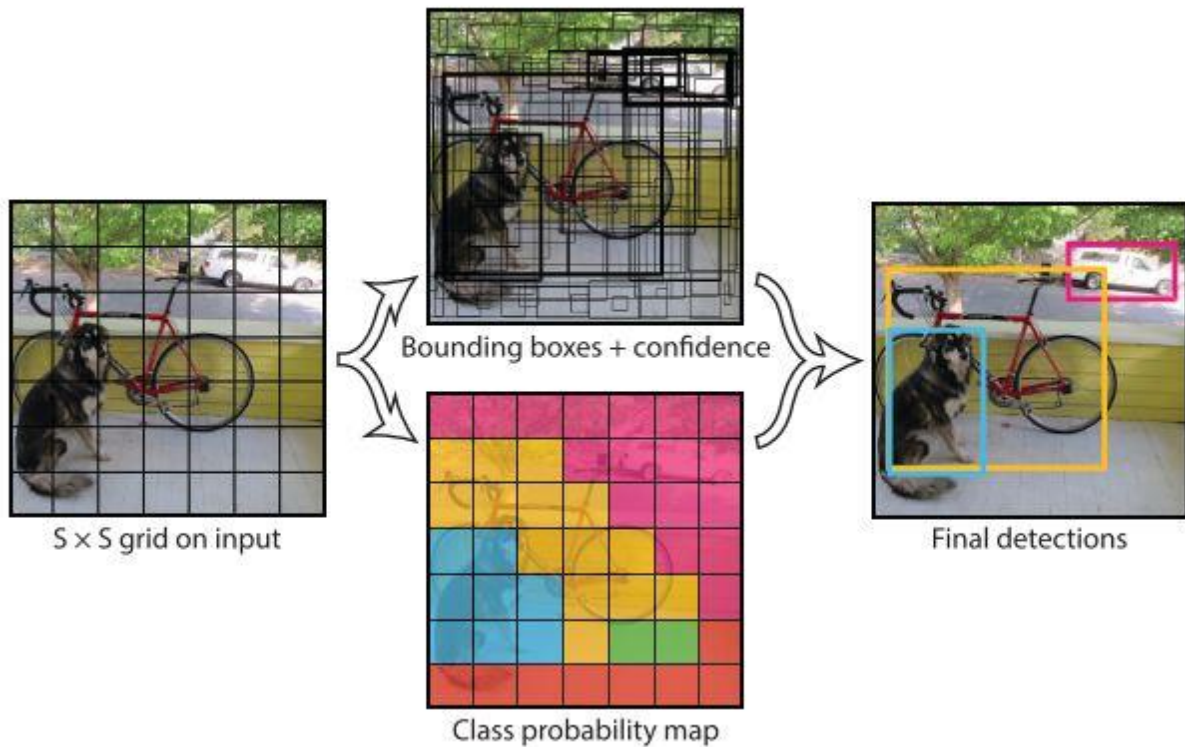 Bounding boxes + confidence
S × S grid on input
Final detections
Class probability map